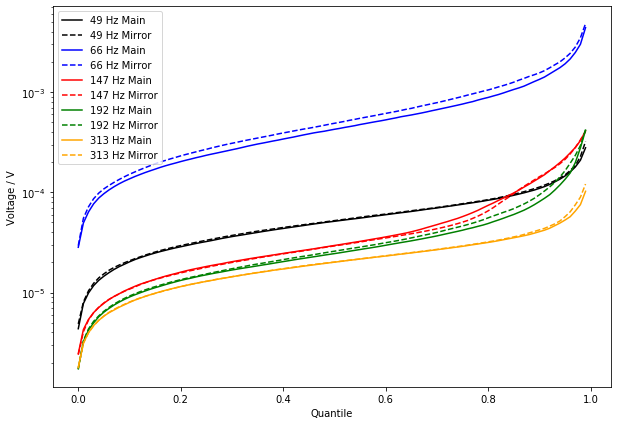 49 Hz Main
49 Hz Mirror
66 Hz Main
66 Hz Mirror
147 Hz Main
147 Hz Mirror
192 Hz Main
192 Hz Mirror
313 Hz Main
313 Hz Mirror
Voltage / V
10⁻³
10⁻⁴
10⁻⁵
0.0 0.2 0.4 0.6 0.8 1.0
Quantile